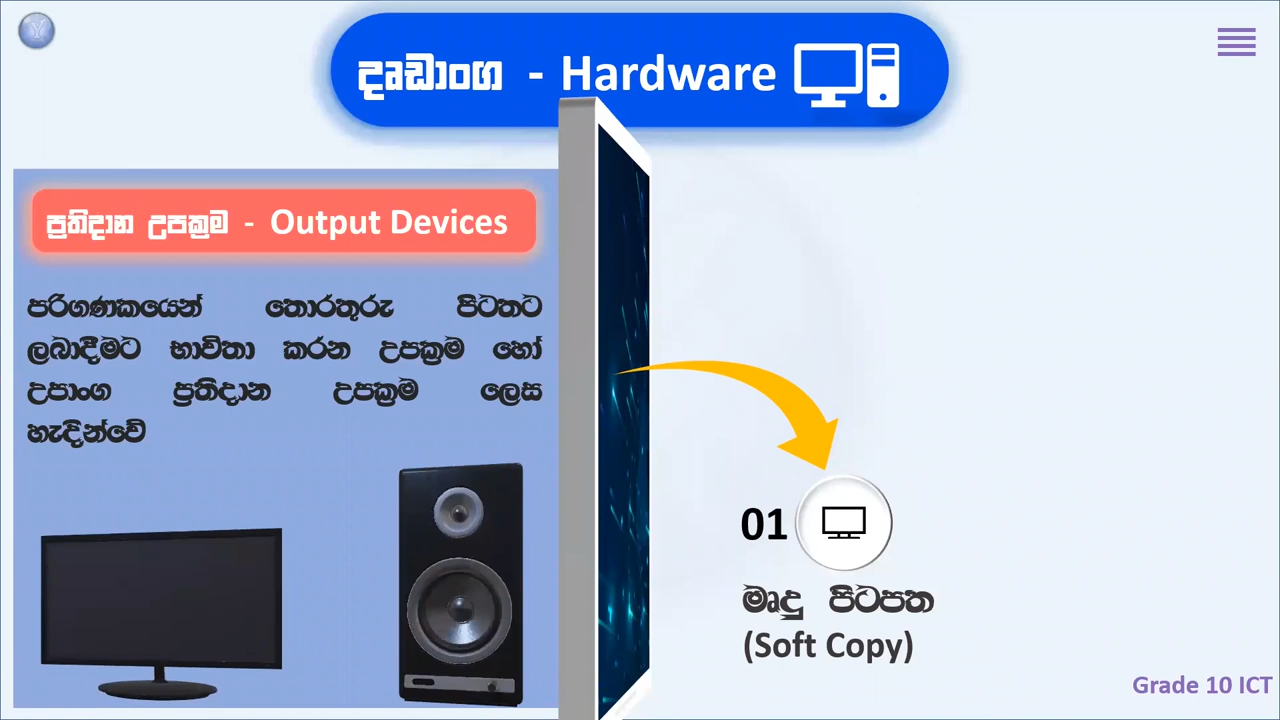 දෘඩාංග - Hardware
ප්‍රතිදාන උපක්‍රම - Output Devices
පරිගණකයෙන් තොරතුරු පිටතට
ලබාදීමට භාවිතා කරන උපක්‍රම හෝ
උපාංග ප්‍රතිදාන උපක්‍රම ලෙස
හැඳින්වේ
01
මෘදු පිටපත
(Soft Copy)
Grade 10 ICT